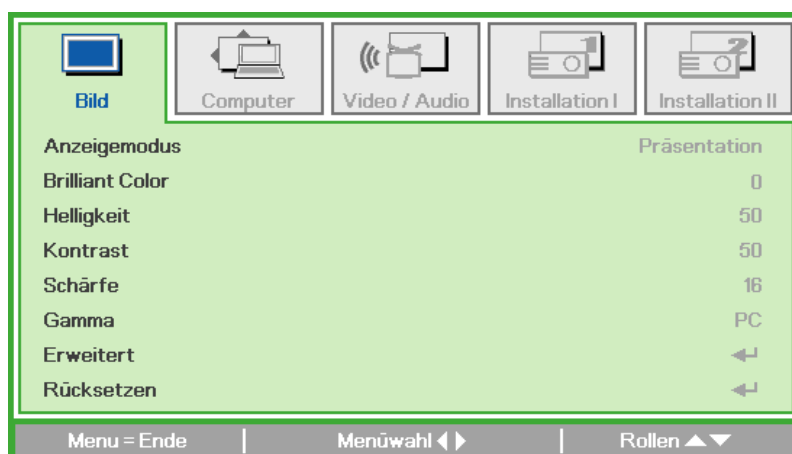 Bild Computer Video / Audio Installation I Installation II
Anzeigemodus Präsentation
Brilliant Color 0
Helligkeit 50
Kontrast 50
Schärfe 16
Gamma PC
Erweitert
Rücksetzen
Menu = Ende Menüwahl Rollen